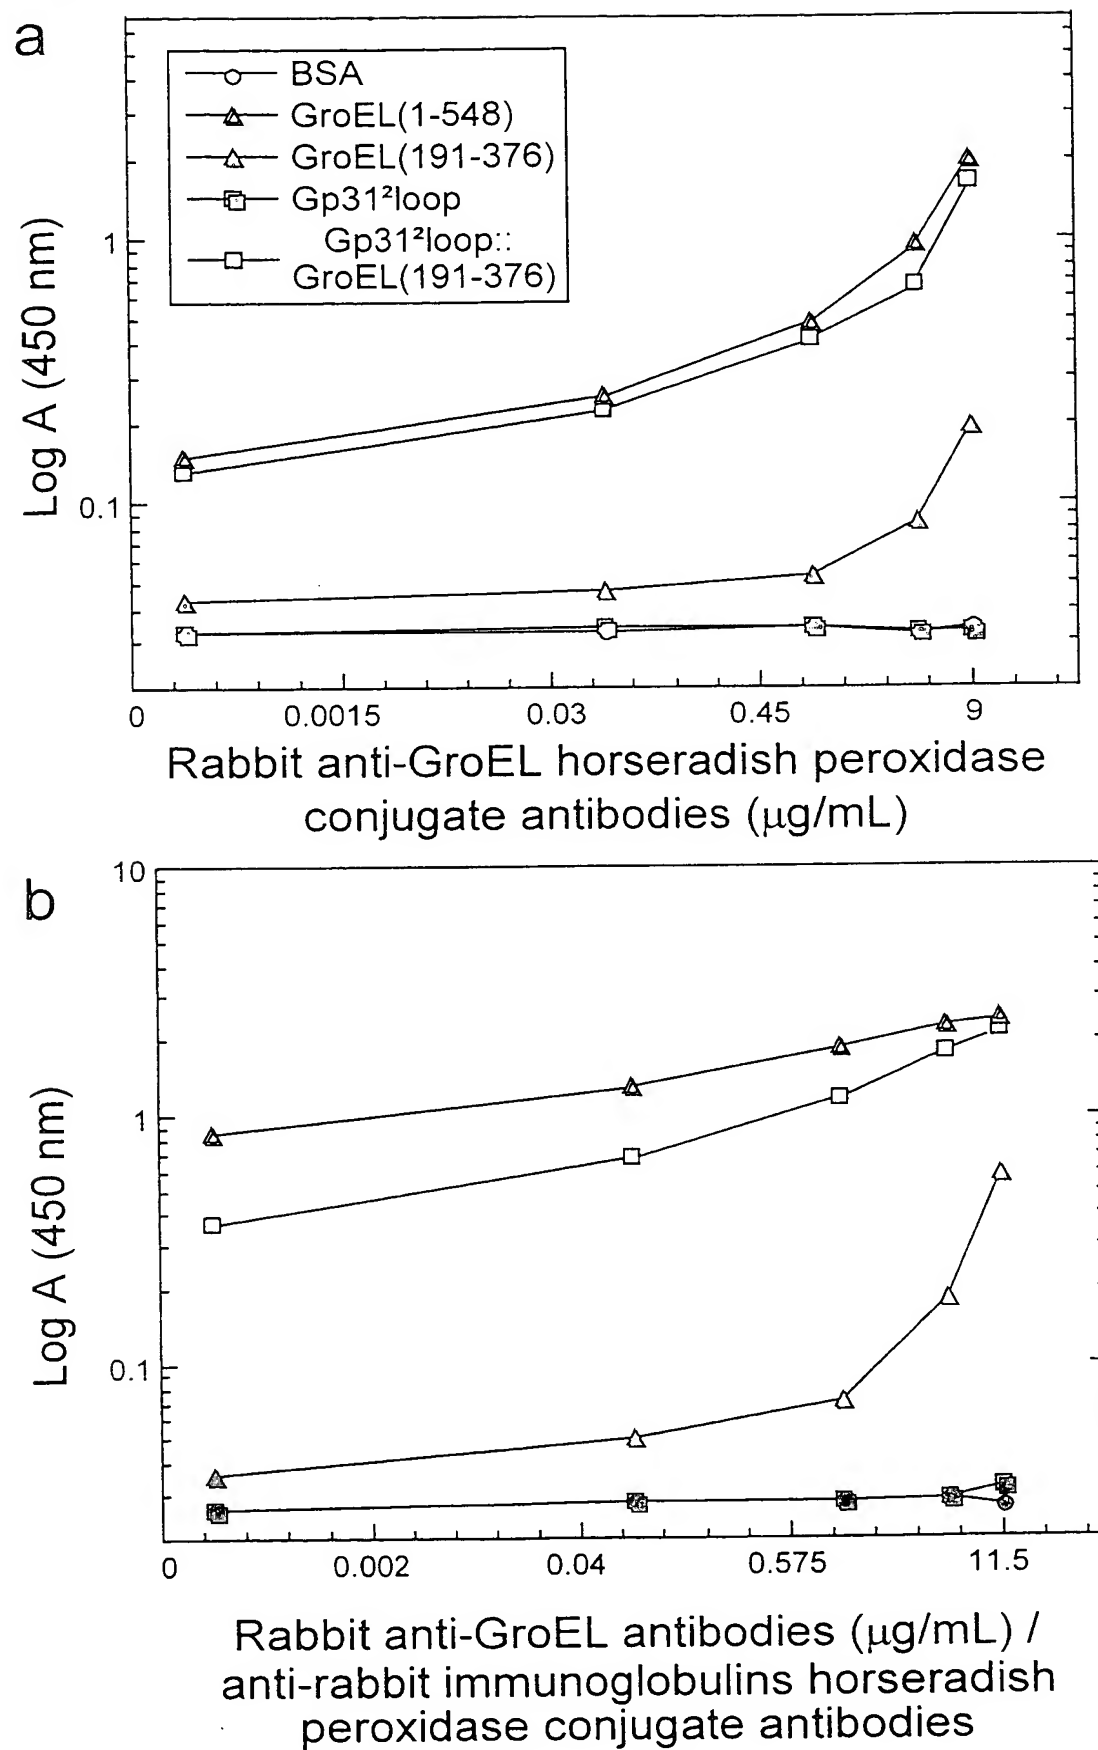 a
BSA
GroEL(1-548)
GroEL(191-376)
Gp31²loop
Gp31²loop::
GroEL(191-376)
Log A (450 nm)
1
0.1
0 0.0015 0.03 0.45 9
Rabbit anti-GroEL horseradish peroxidase
conjugate antibodies (μg/mL)
b
Log A (450 nm)
10
1
0.1
0 0.002 0.04 0.575 11.5
Rabbit anti-GroEL antibodies (μg/mL) /
anti-rabbit immunoglobulins horseradish
peroxidase conjugate antibodies